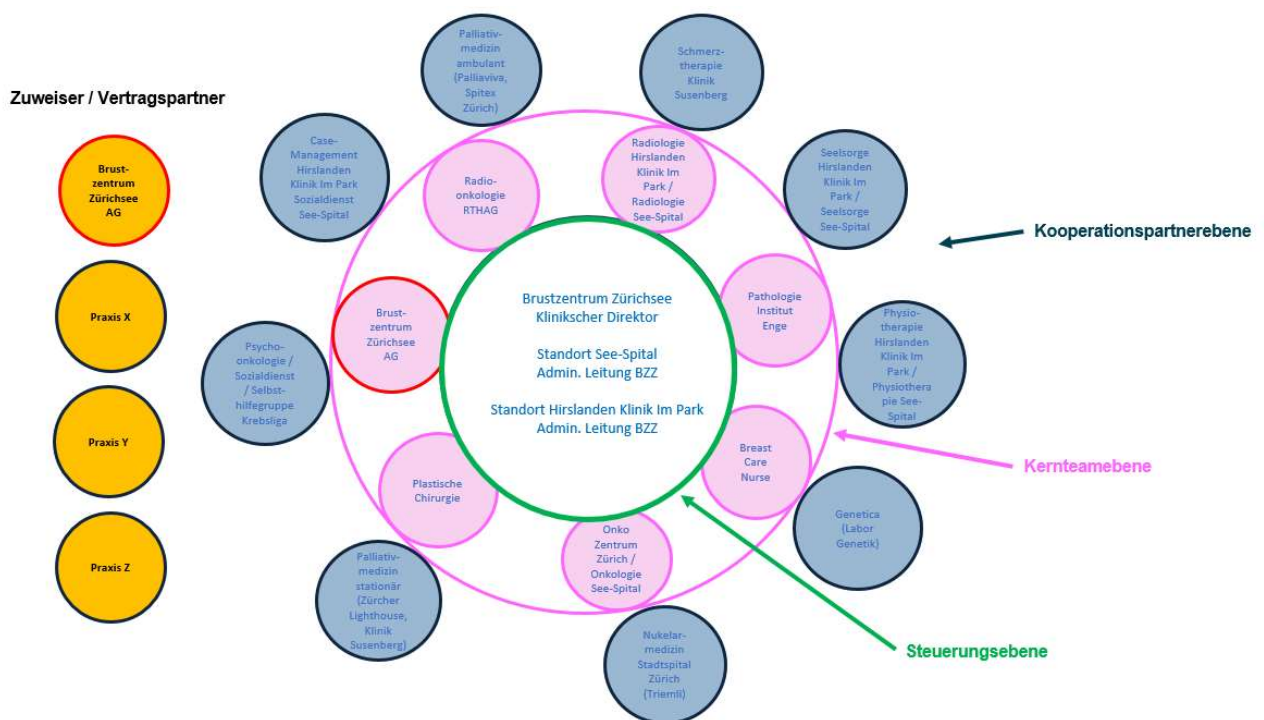 Zuweiser / Vertragspartner
Brust-
zentrum
Zürichsee
AG
Praxis X
Praxis Y
Praxis Z
Palliativ-
medizin
ambulant
(Palliaviva,
Spitex
Zürich)
Schmerz-
therapie
Klinik
Susenberg
Case-
Management
Hirslanden
Klinik Im Park
Sozialdienst
See-Spital
Radio-
onkologie
RTHAG
Radiologie
Hirslanden
Klinik Im
Park /
Radiologie
See-Spital
Seelsorge
Hirslanden
Klinik Im
Park /
Seelsorge
See-Spital
Kooperationspartnerebene
Brust-
zentrum
Zürichsee
AG
Brustzentrum Zürichsee
Klinikscher Direktor
Standort See-Spital
Admin. Leitung BZZ
Standort Hirslanden Klinik Im Park
Admin. Leitung BZZ
Pathologie
Institut
Enge
Physio-
therapie
Hirslanden
Klinik Im
Park /
Physiothera
pie See-
Spital
Psycho-
onkologie /
Sozialdienst
/ Selbst-
hilfegruppe
Krebsliga
Breast
Care
Nurse
Kernteamebene
Plastische
Chirurgie
Onko
Zentrum
Zürich /
Onkologie
See-Spital
Genetica
(Labor
Genetik)
Palliativ-
medizin
stationär
(Zürcher
Lighthouse,
Klinik
Susenberg)
Nukelar-
medizin
Stadtspital
Zürich
(Triemli)
Steuerungsebene